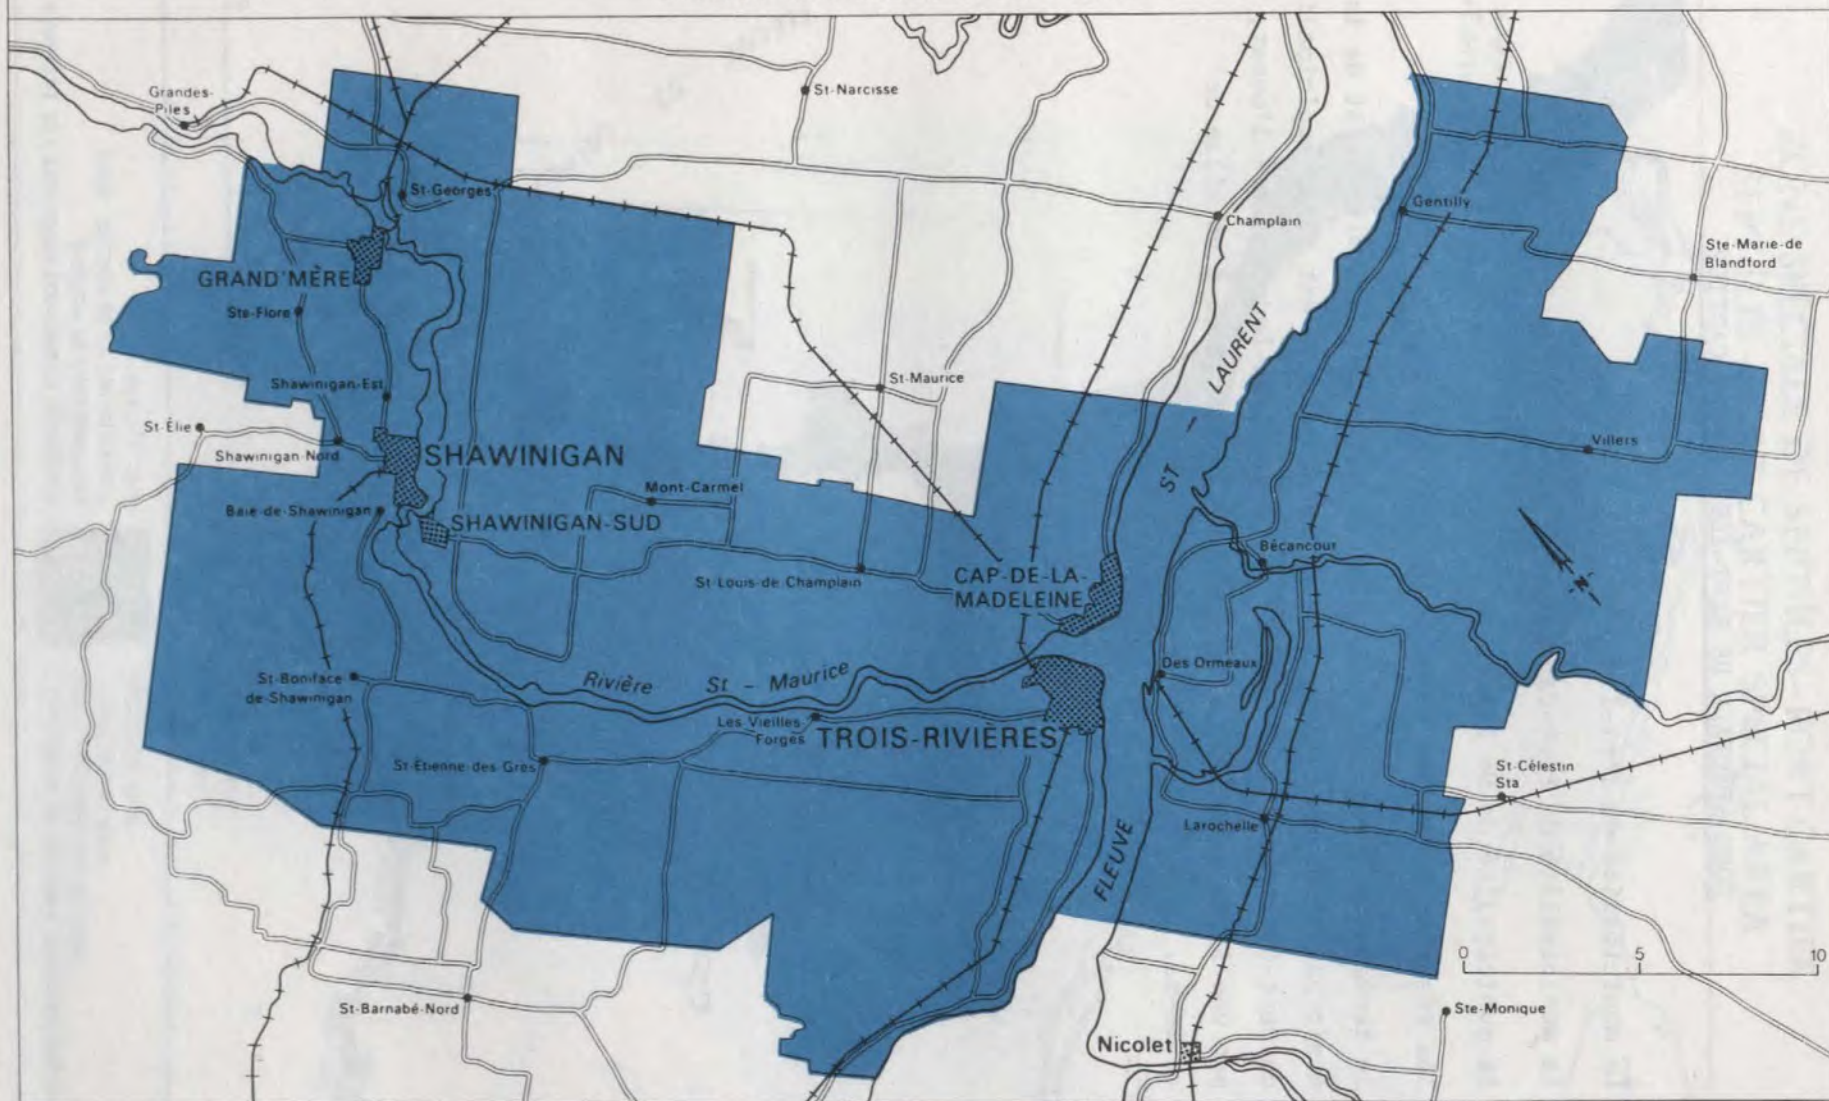 Grandes-
Piles
St-Narcisse
St-Georges
Champlain
Gentilly
Ste-Marie-de
Blandford
GRAND'MÈRE
Ste-Flore
ST - LAURENT
Shawinigan-Est
St-Maurice
St-Élie
Shawinigan-Nord
SHAWINIGAN
Villers
Mont-Carmel
Baie-de-Shawinigan
SHAWINIGAN-SUD
Bécancour
N
St-Louis-de-Champlain
CAP-DE-LA-
MADELEINE
Des Ormeaux
Rivière St - Maurice
St-Boniface
de-Shawinigan
Les Vieilles
Forges
TROIS-RIVIÈRES
St-Étienne-des-Grès
St-Célestin
Sta
Larochelle
FLEUVE
0 5 10
St-Barnabé-Nord
Ste-Monique
Nicolet